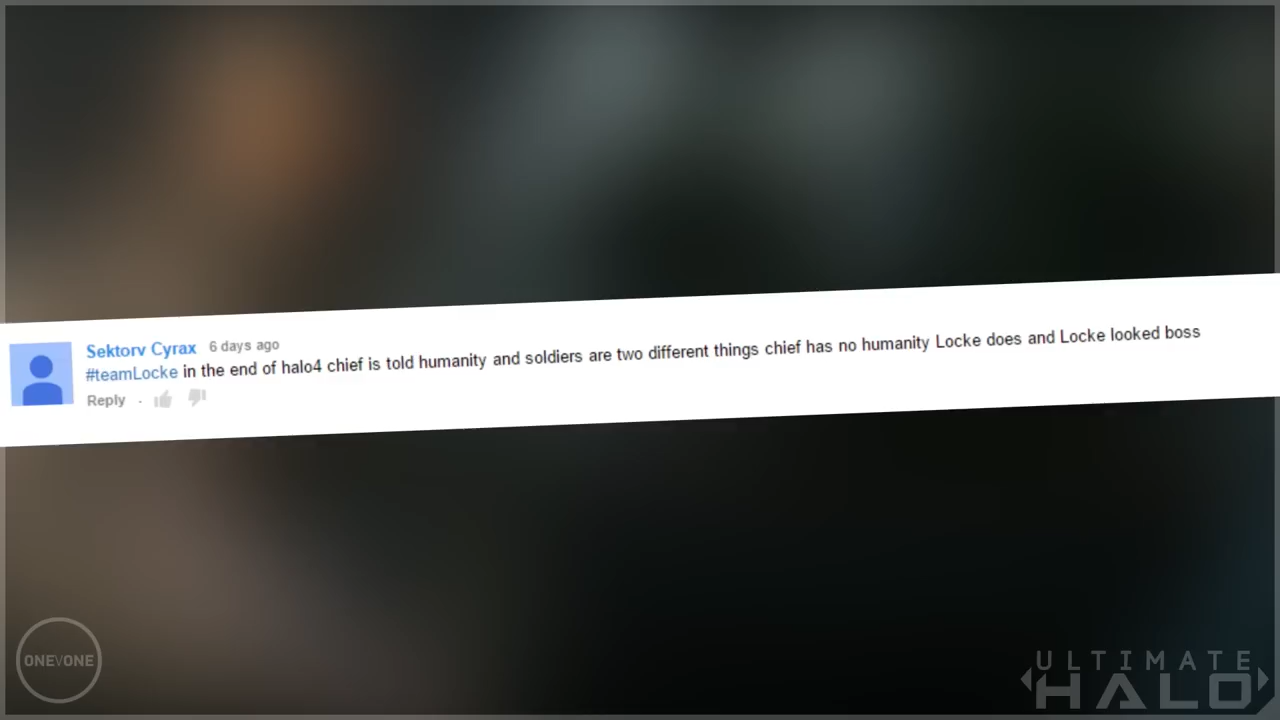 Sektorv Cyrax 6 days ago
#teamLocke in the end of halo4 chief is told humanity and soldiers are two different things chief has no humanity Locke does and Locke looked boss
Reply ·
ONEVONE
ULTIMATE
HALO